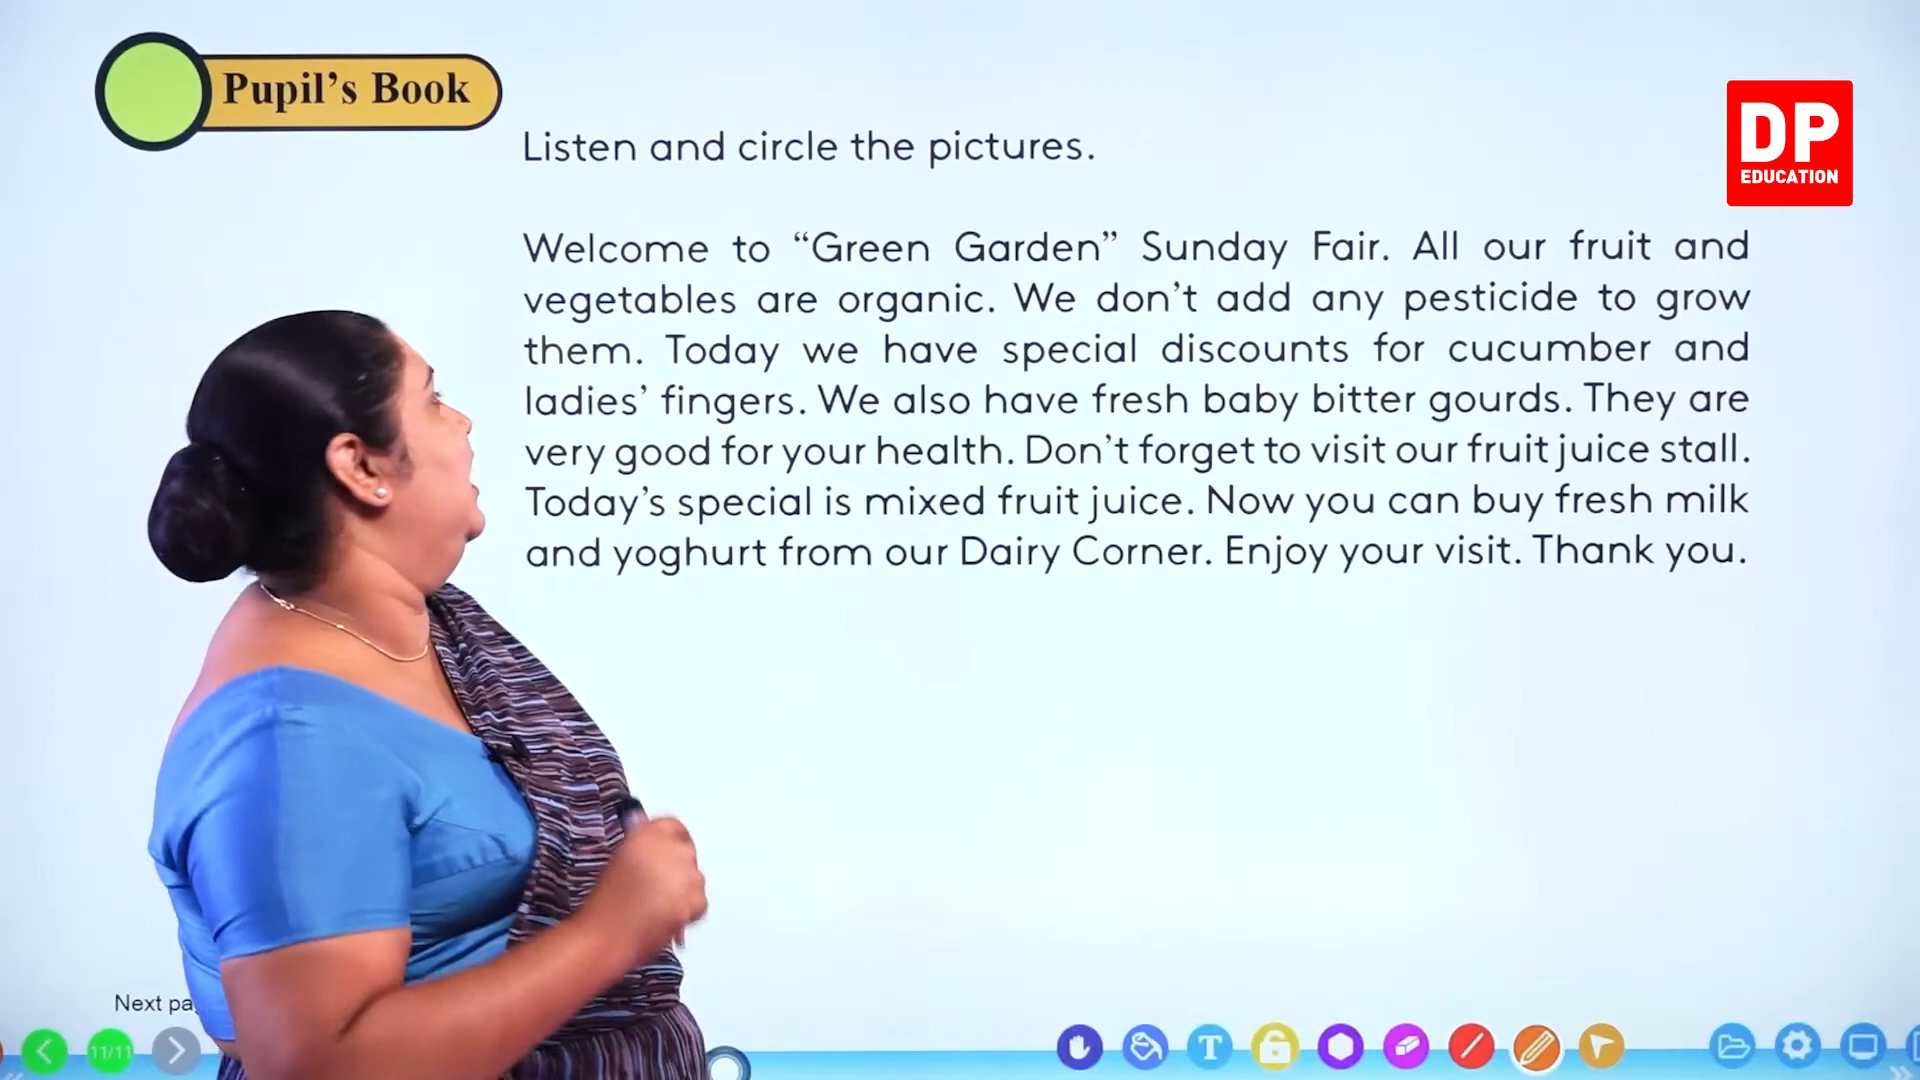 Pupil's Book
DP
EDUCATION
Listen and circle the pictures.
Welcome to “Green Garden” Sunday Fair. All our fruit and
vegetables are organic. We don't add any pesticide to grow
them. Today we have special discounts for cucumber and
ladies' fingers. We also have fresh baby bitter gourds. They are
very good for your health. Don't forget to visit our fruit juice stall.
Today's special is mixed fruit juice. Now you can buy fresh milk
and yoghurt from our Dairy Corner. Enjoy your visit. Thank you.
Next
11/11
T